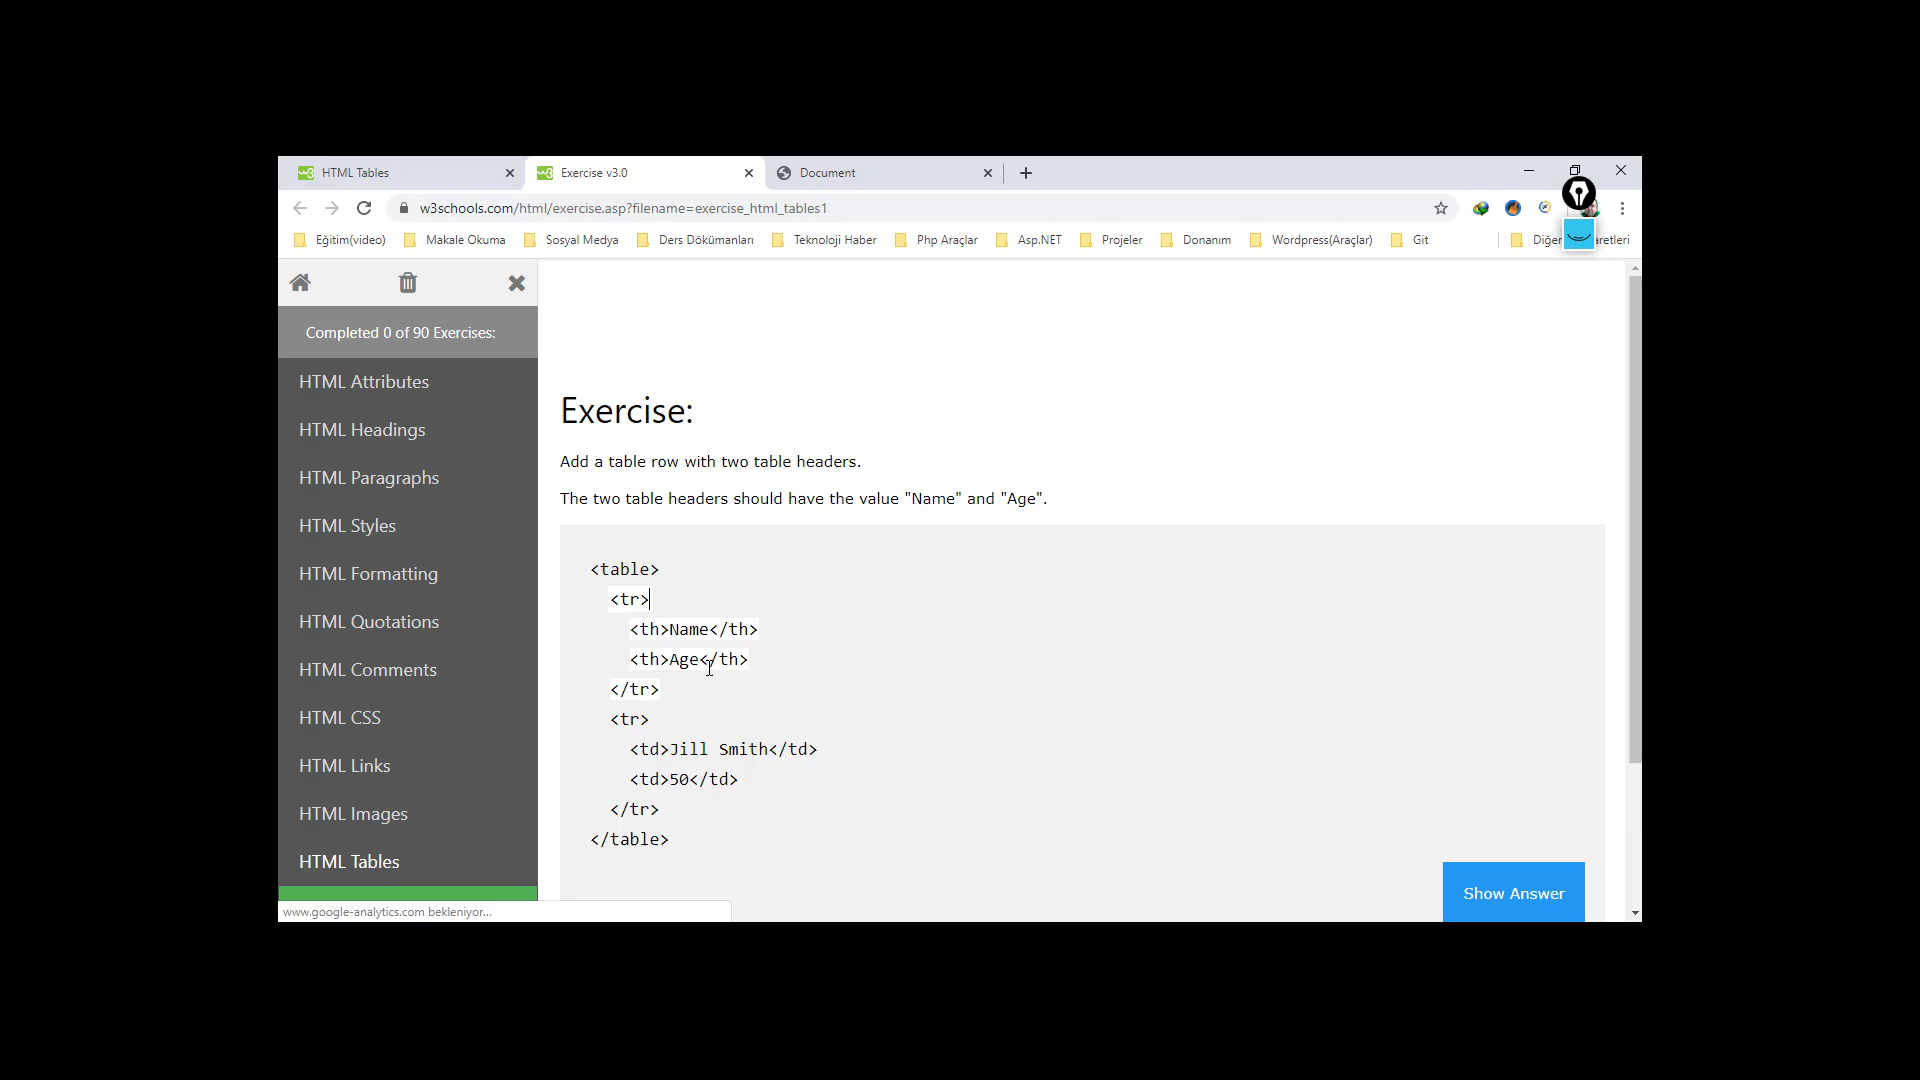 HTML Tables
Exercise v3.0
Document
w3schools.com/html/exercise.asp?filename=exercise_html_tables1
Eğitim(video)
Makale Okuma
Sosyal Medya
Ders Dökümanları
Teknoloji Haber
Php Araçlar
Asp.NET
Projeler
Donanım
Wordpress(Araçlar)
Git
Completed 0 of 90 Exercises:
HTML Attributes
HTML Headings
HTML Paragraphs
HTML Styles
HTML Formatting
HTML Quotations
HTML Comments
HTML CSS
HTML Links
HTML Images
HTML Tables
www.google-analytics.com bekleniyor...
Exercise:
Add a table row with two table headers.
The two table headers should have the value "Name" and "Age".
<table>
<tr>
<th>Name</th>
<th>Age</th>
</tr>
<tr>
<td>Jill Smith</td>
<td>50</td>
</tr>
</table>
Show Answer